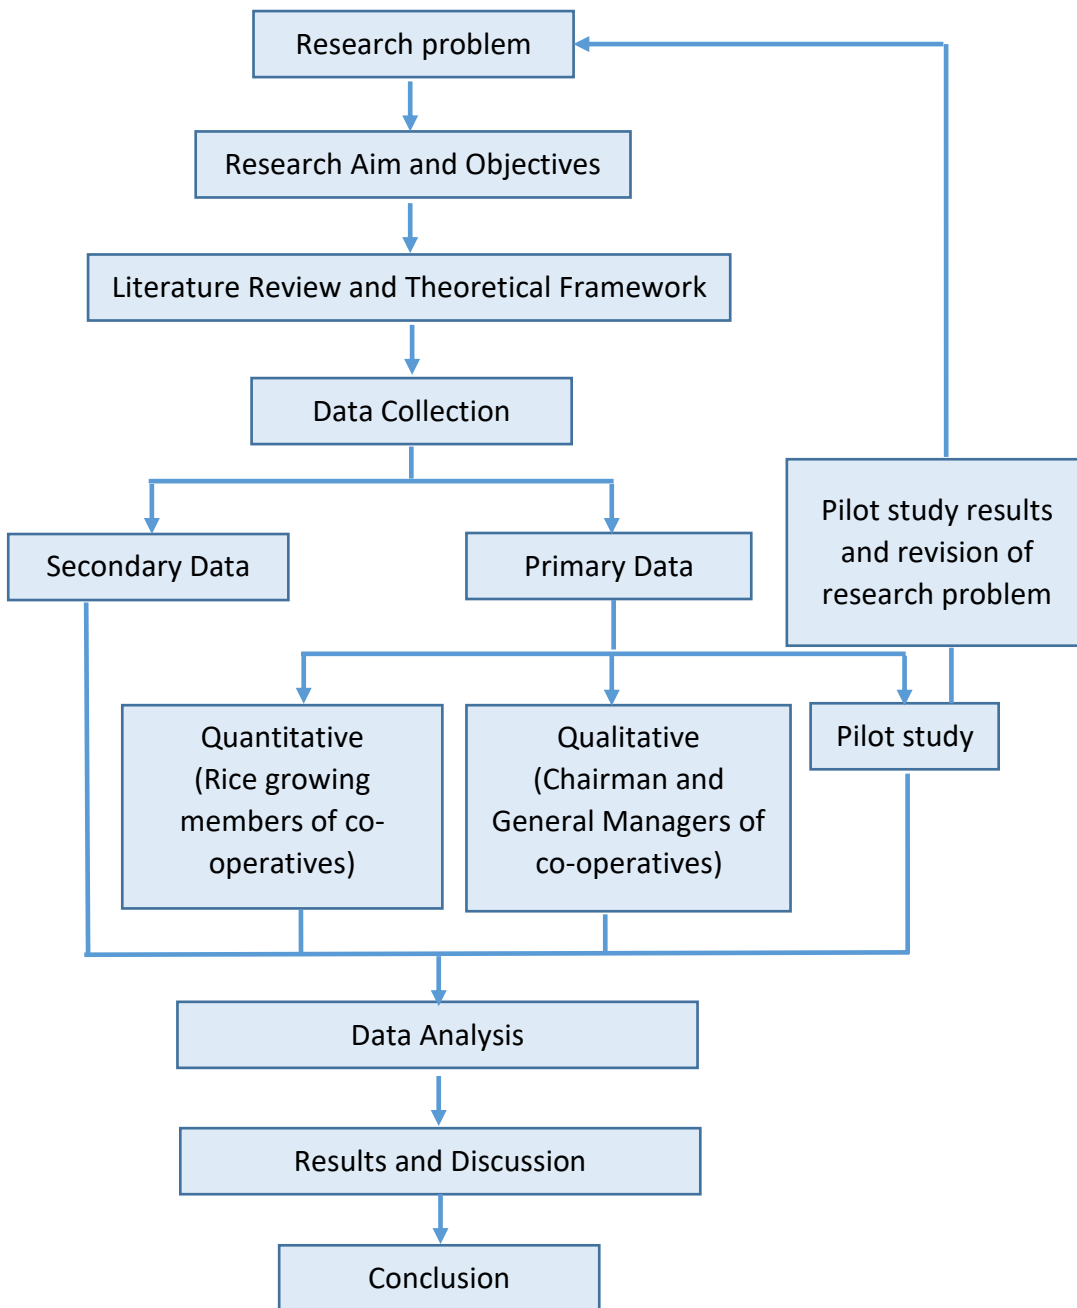 Research problem
Research Aim and Objectives
Literature Review and Theoretical Framework
Data Collection
Secondary Data
Primary Data
Pilot study results
and revision of
research problem
Quantitative
(Rice growing
members of co-
operatives)
Qualitative
(Chairman and
General Managers of
co-operatives)
Pilot study
Data Analysis
Results and Discussion
Conclusion